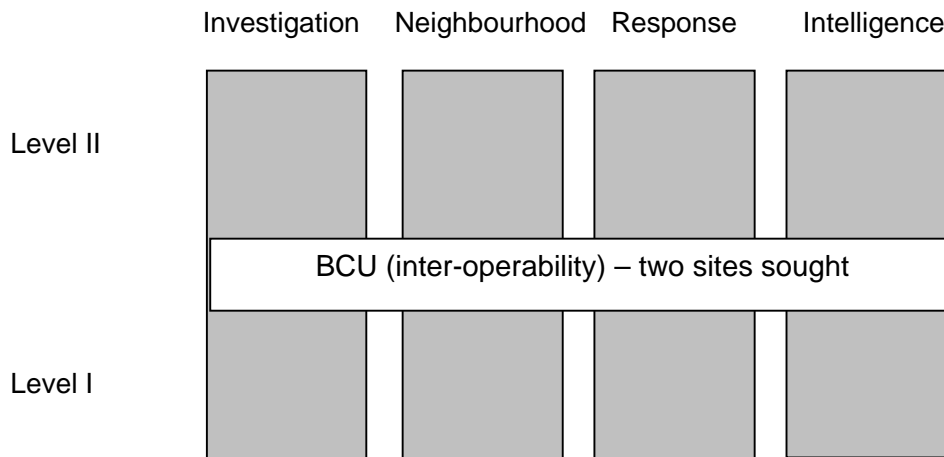 Investigation Neighbourhood Response Intelligence
Level II
BCU (inter-operability) – two sites sought
Level I